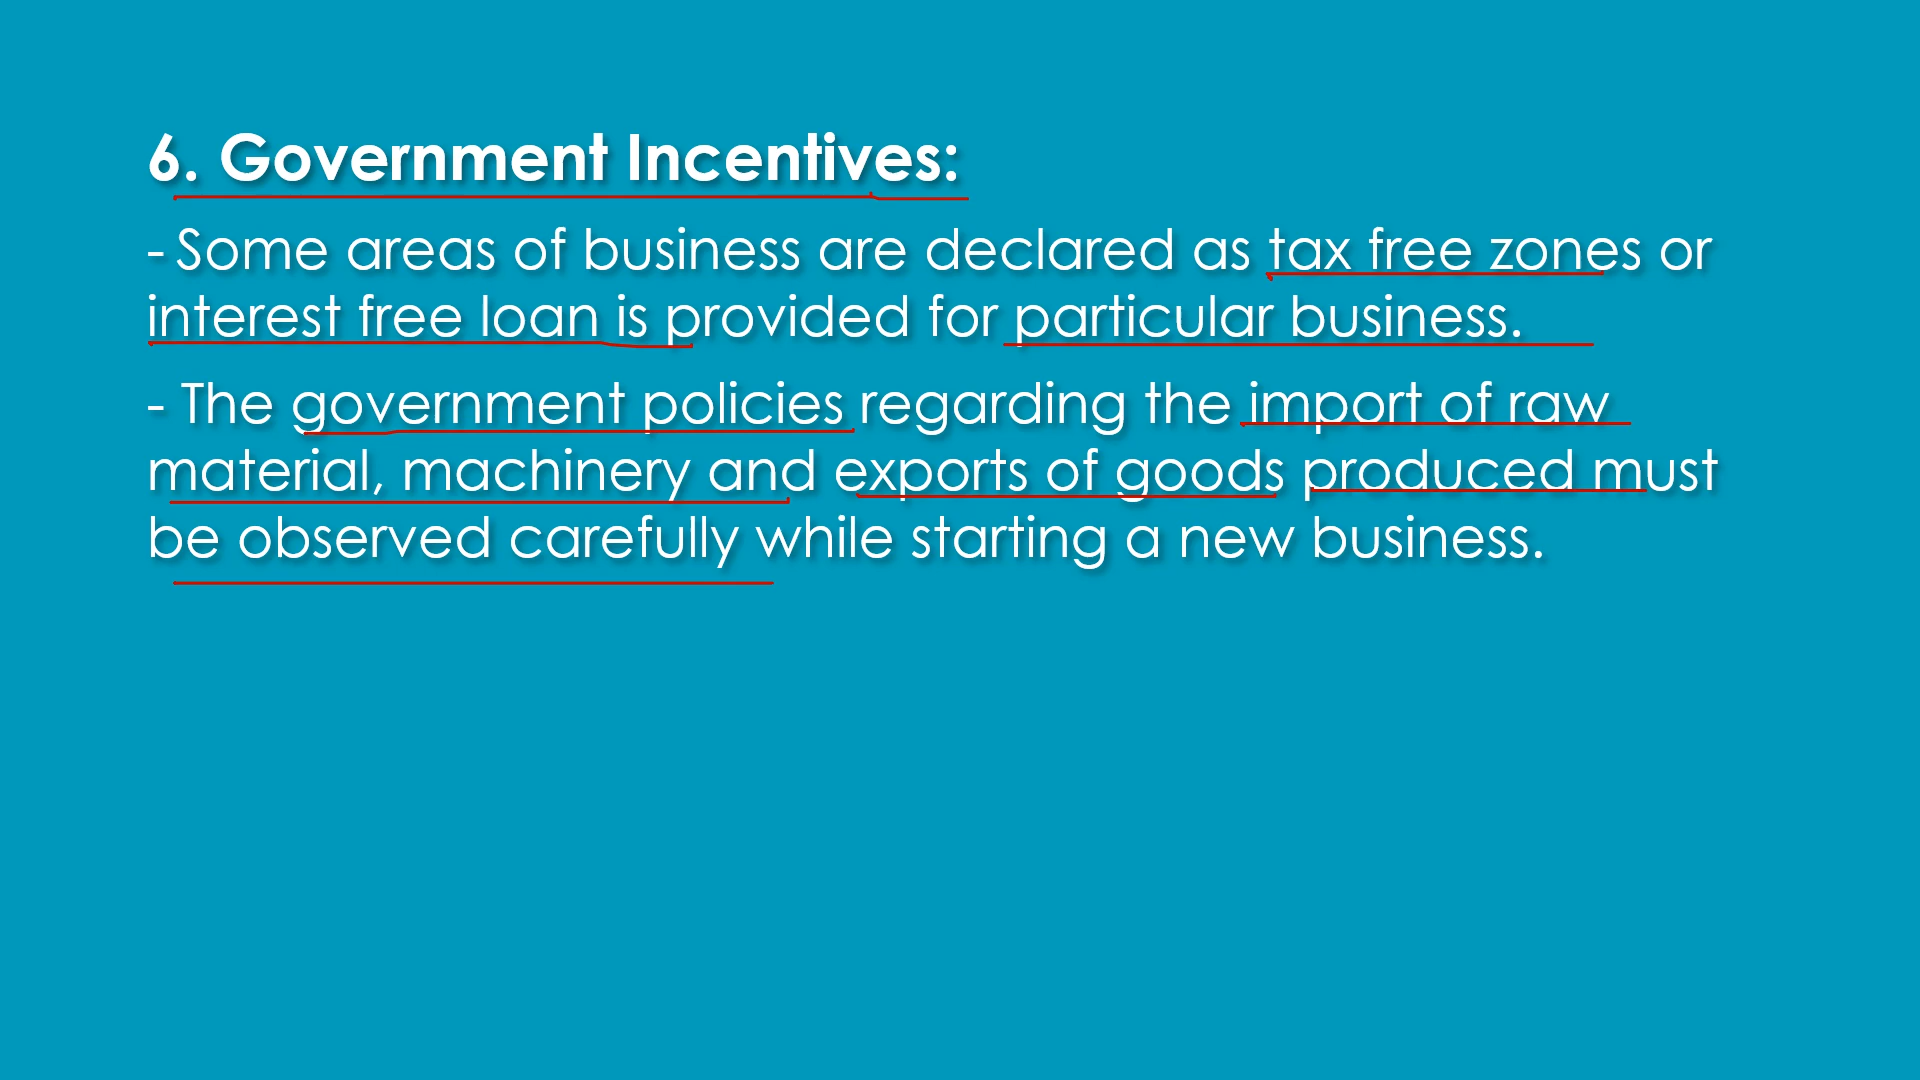 6. Government Incentives:
- Some areas of business are declared as tax free zones or
interest free loan is provided for particular business.
- The government policies regarding the import of raw
material, machinery and exports of goods produced must
be observed carefully while starting a new business.